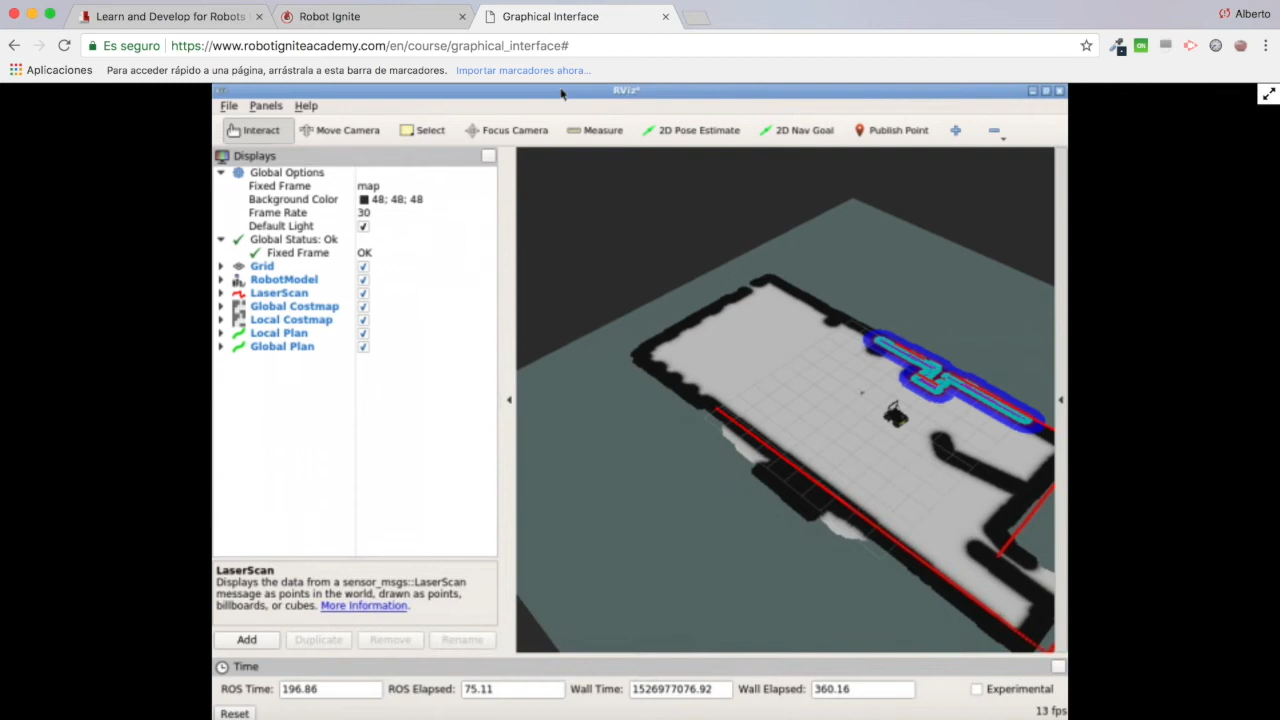 Learn and Develop for Robots
Robot Ignite
Graphical Interface
Alberto
Es seguro
https://www.robotigniteacademy.com/en/course/graphical_interface#
ON
Aplicaciones
Para acceder rápido a una página, arrástrala a esta barra de marcadores.
Importar marcadores ahora...
RViz*
File Panels Help
Interact Move Camera Select Focus Camera Measure 2D Pose Estimate 2D Nav Goal Publish Point
Displays
Global Options
Fixed Frame map
Background Color 48; 48; 48
Frame Rate 30
Default Light
Global Status: Ok
Fixed Frame OK
Grid
RobotModel
LaserScan
Global Costmap
Local Costmap
Local Plan
Global Plan
LaserScan
Displays the data from a sensor_msgs::LaserScan
message as points in the world, drawn as points,
billboards, or cubes. More Information.
Add Duplicate Remove Rename
Time
ROS Time: 196.86 ROS Elapsed: 75.11 Wall Time: 1526977076.92 Wall Elapsed: 360.16 Experimental
Reset
13 fps